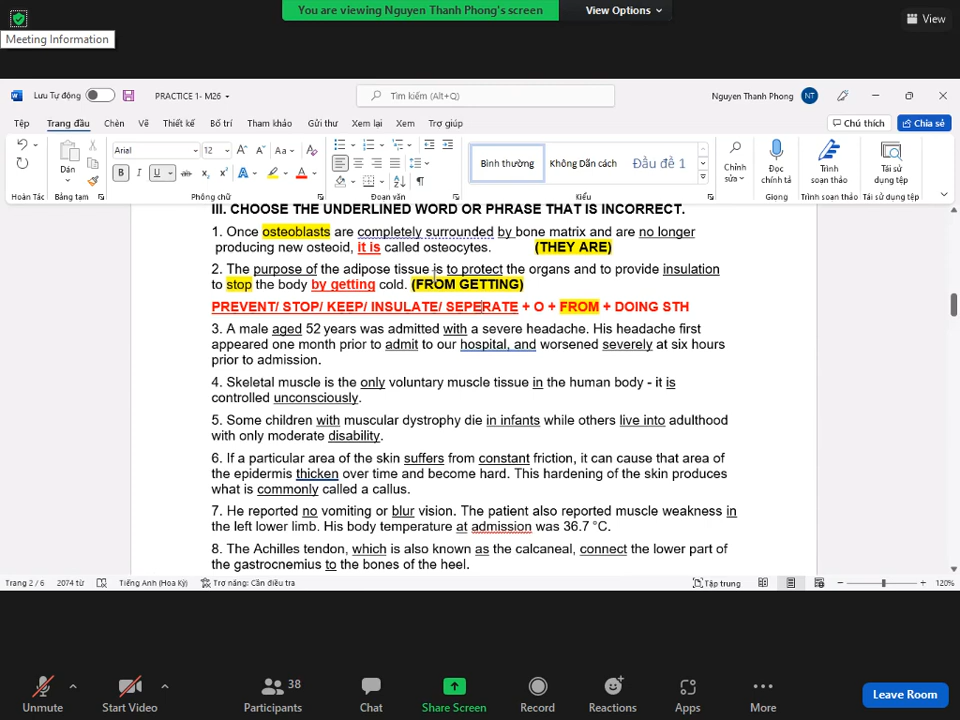 You are viewing Nguyen Thanh Phong's screen View Options
View
Meeting Information
Lưu Tự động PRACTICE 1- M26 Tìm kiếm (Alt+Q) Nguyen Thanh Phong NT
Tệp Trang đầu Chèn Vẽ Thiết kế Bố trí Tham khảo Gửi thư Xem lại Xem Trợ giúp Chú thích Chia sẻ
Arial 12 Bình thường Không Dãn cách Đầu đề 1
Dán Chỉnh sửa Đọc chính tả Trình soạn thảo Tái sử dụng tệp
Hoàn Tác Bảng tạm Phông chữ Đoạn văn Kiểu Giọng Trình soạn thảo Tái sử dụng tệp
III. CHOOSE THE UNDERLINED WORD OR PHRASE THAT IS INCORRECT.
1. Once osteoblasts are completely surrounded by bone matrix and are no longer
producing new osteoid, it is called osteocytes. (THEY ARE)
2. The purpose of the adipose tissue is to protect the organs and to provide insulation
to stop the body by getting cold. (FROM GETTING)
PREVENT/ STOP/ KEEP/ INSULATE/ SEPERATE + O + FROM + DOING STH
3. A male aged 52 years was admitted with a severe headache. His headache first
appeared one month prior to admit to our hospital, and worsened severely at six hours
prior to admission.
4. Skeletal muscle is the only voluntary muscle tissue in the human body - it is
controlled unconsciously.
5. Some children with muscular dystrophy die in infants while others live into adulthood
with only moderate disability.
6. If a particular area of the skin suffers from constant friction, it can cause that area of
the epidermis thicken over time and become hard. This hardening of the skin produces
what is commonly called a callus.
7. He reported no vomiting or blur vision. The patient also reported muscle weakness in
the left lower limb. His body temperature at admission was 36.7 °C.
8. The Achilles tendon, which is also known as the calcaneal, connect the lower part of
the gastrocnemius to the bones of the heel.
Trang 2 / 6 2074 từ Tiếng Anh (Hoa Kỳ) Trợ năng: Cần điều tra Tập trung 120%
38
Unmute Start Video Participants Chat Share Screen Record Reactions Apps More Leave Room